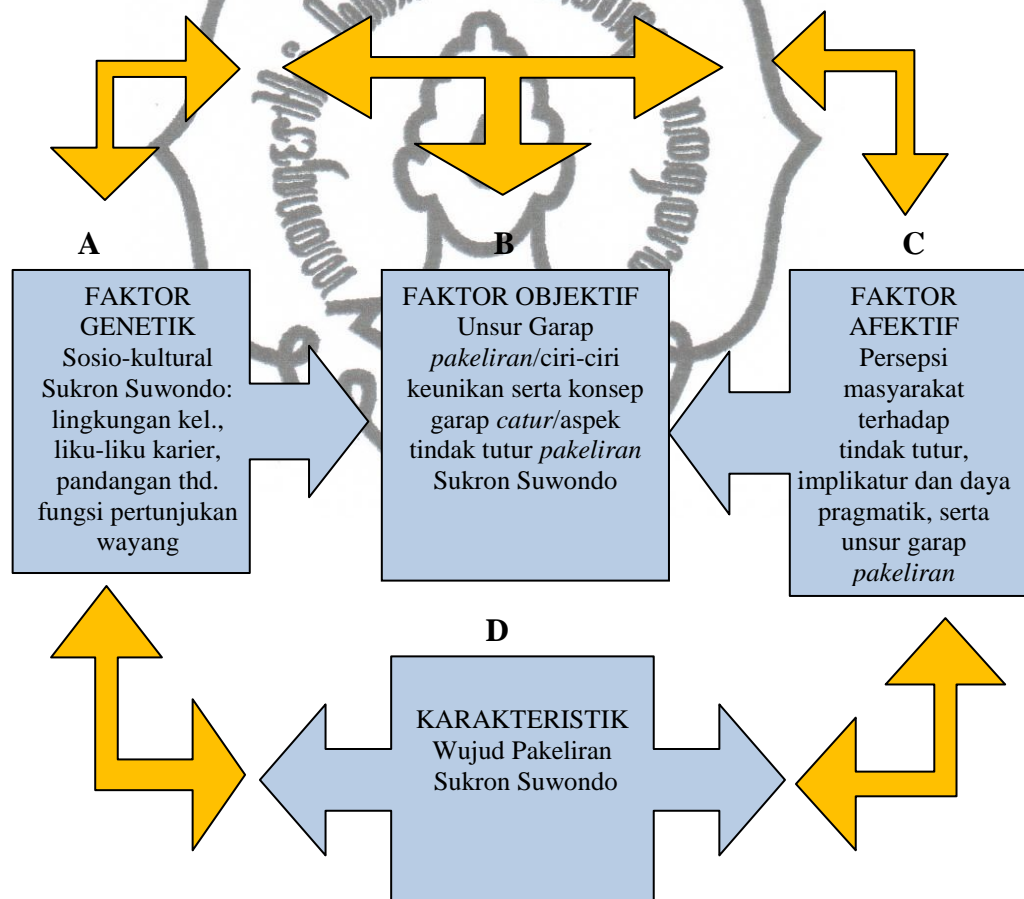 A
B
C
FAKTOR
GENETIK
Sosio-kultural
Sukron Suwondo:
lingkungan kel.,
liku-liku karier,
pandangan thd.
fungsi pertunjukan
wayang
FAKTOR OBJEKTIF
Unsur Garap
pakeliran/ciri-ciri
keunikan serta konsep
garap catur/aspek
tindak tutur pakeliran
Sukron Suwondo
FAKTOR
AFEKTIF
Persepsi
masyarakat
terhadap
tindak tutur,
implikatur dan daya
pragmatik, serta
unsur garap
pakeliran
D
KARAKTERISTIK
Wujud Pakeliran
Sukron Suwondo